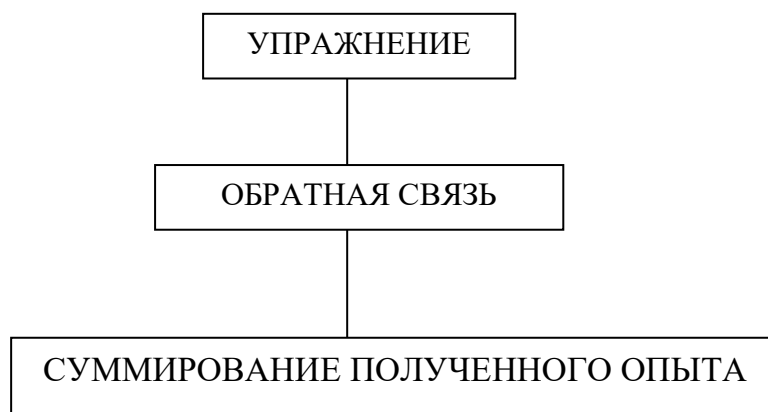 УПРАЖНЕНИЕ
ОБРАТНАЯ СВЯЗЬ
СУММИРОВАНИЕ ПОЛУЧЕННОГО ОПЫТА